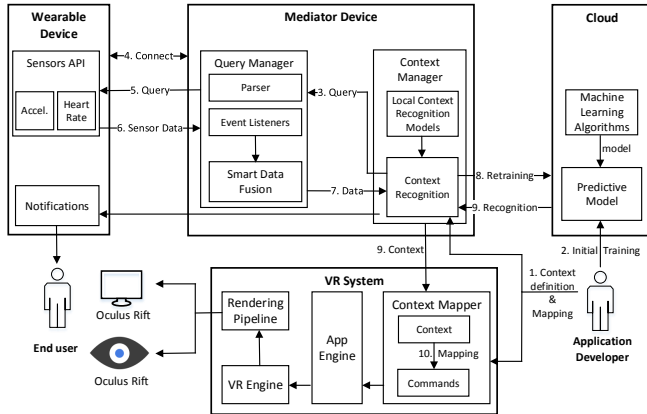 Wearable
Device
Sensors API
Accel.
Heart
Rate
Notifications
End user
4. Connect
5. Query
6. Sensor Data
Mediator Device
Query Manager
Parser
Event Listeners
Smart Data
Fusion
3. Query
7. Data
Context
Manager
Local Context
Recognition
Models
Context
Recognition
8. Retraining
9. Recognition
Cloud
Machine
Learning
Algorithms
model
Predictive
Model
2. Initial Training
1. Context
definition
&
Mapping
Application
Developer
9. Context
VR System
Rendering
Pipeline
VR Engine
App
Engine
Context Mapper
Context
10. Mapping
Commands
Oculus Rift
Oculus Rift